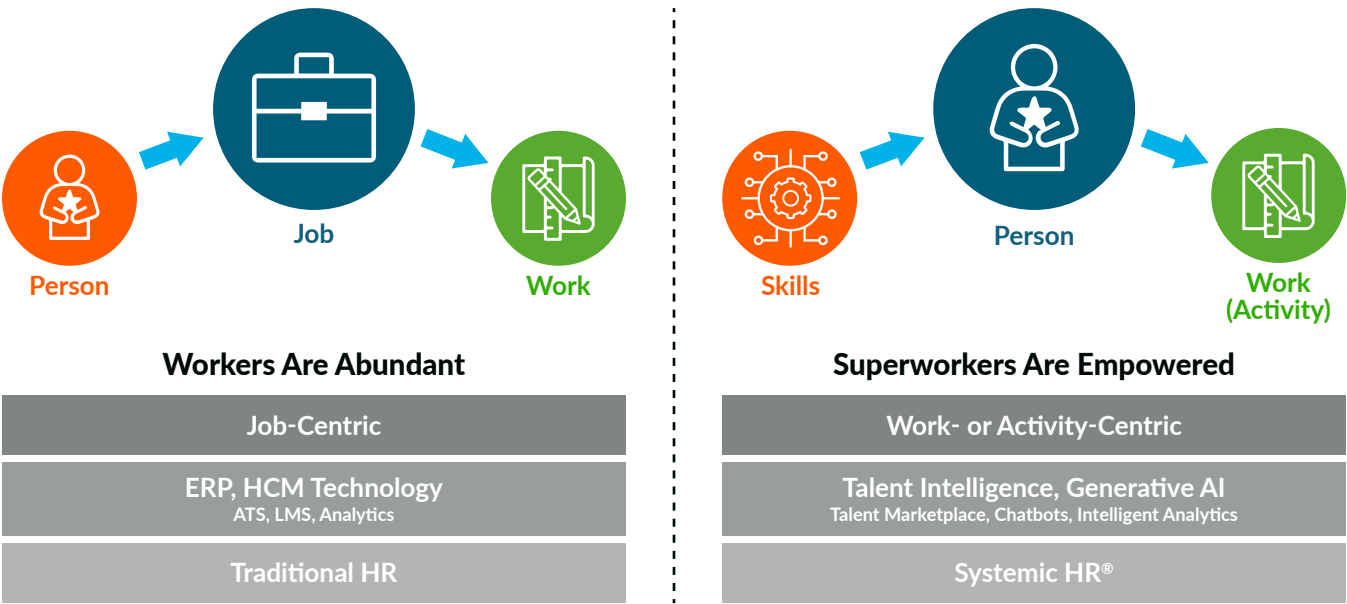 Job
Person
Work
Workers Are Abundant
Job-Centric
ERP, HCM Technology
ATS, LMS, Analytics
Traditional HR
Skills
Person
Work
(Activity)
Superworkers Are Empowered
Work- or Activity-Centric
Talent Intelligence, Generative AI
Talent Marketplace, Chatbots, Intelligent Analytics
Systemic HR®